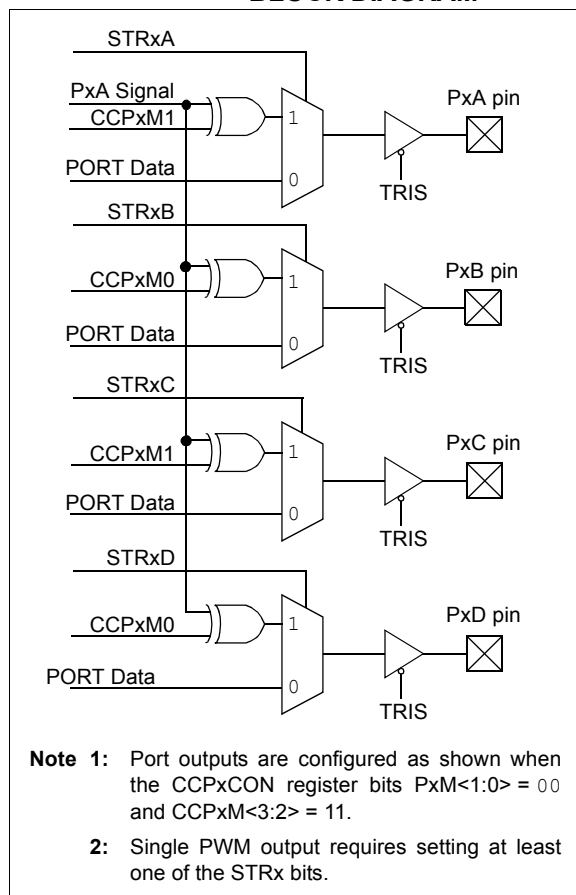 STRxA
PxA Signal
CCPxM1
1
PxA pin
PORT Data
0
TRIS
STRxB
CCPxM0
1
PxB pin
PORT Data
0
TRIS
STRxC
CCPxM1
1
PxC pin
PORT Data
0
TRIS
STRxD
CCPxM0
1
PxD pin
PORT Data
0
TRIS
Note 1: Port outputs are configured as shown when
the CCPxCON register bits PxM<1:0> = 00
and CCPxM<3:2> = 11.
2: Single PWM output requires setting at least
one of the STRx bits.